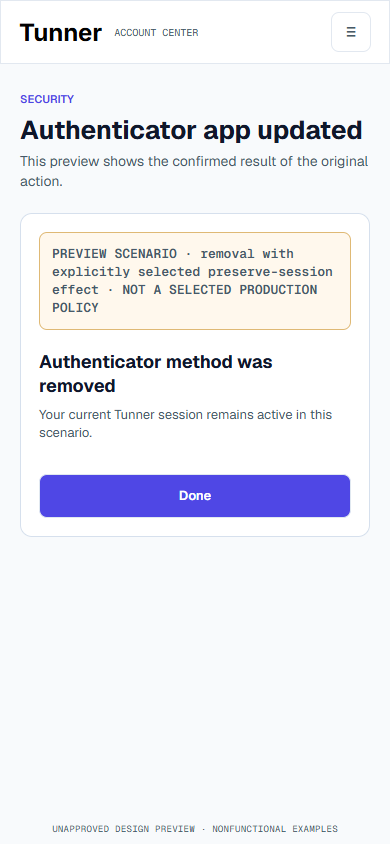 Tunner ACCOUNT CENTER ☰
SECURITY
Authenticator app updated
This preview shows the confirmed result of the original
action.
PREVIEW SCENARIO · removal with
explicitly selected preserve-session
effect · NOT A SELECTED PRODUCTION
POLICY
Authenticator method was
removed
Your current Tunner session remains active in this
scenario.
Done
UNAPPROVED DESIGN PREVIEW · NONFUNCTIONAL EXAMPLES